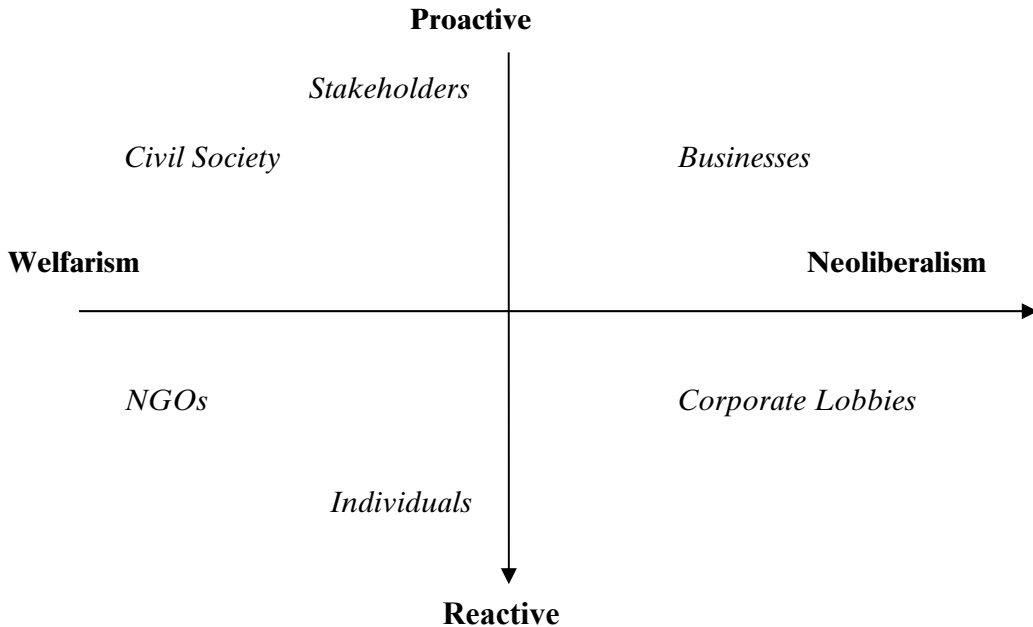 Proactive
Stakeholders
Civil Society
Businesses
Welfarism
Neoliberalism
NGOs
Corporate Lobbies
Individuals
Reactive